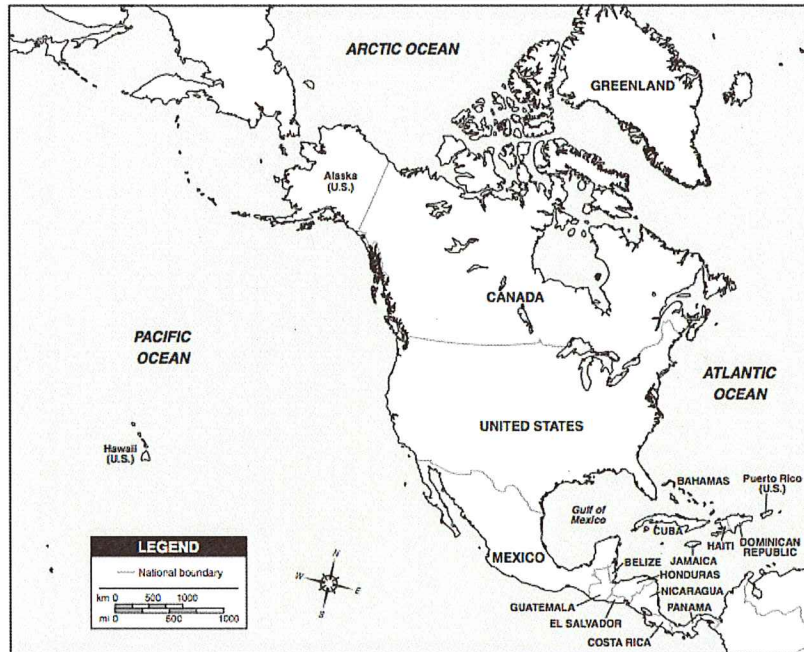 ARCTIC OCEAN
GREENLAND
Alaska
(U.S.)
CANADA
PACIFIC
OCEAN
ATLANTIC
OCEAN
UNITED STATES
Hawaii
(U.S.)
Puerto Rico
(U.S.)
BAHAMAS
Gulf of
Mexico
CUBA
HAITI
DOMINICAN
REPUBLIC
JAMAICA
MEXICO
BELIZE
HONDURAS
GUATEMALA
NICARAGUA
EL SALVADOR
PANAMA
COSTA RICA
LEGEND
National boundary
km 0 500 1000
mi 0 500 1000
N
W
E
S